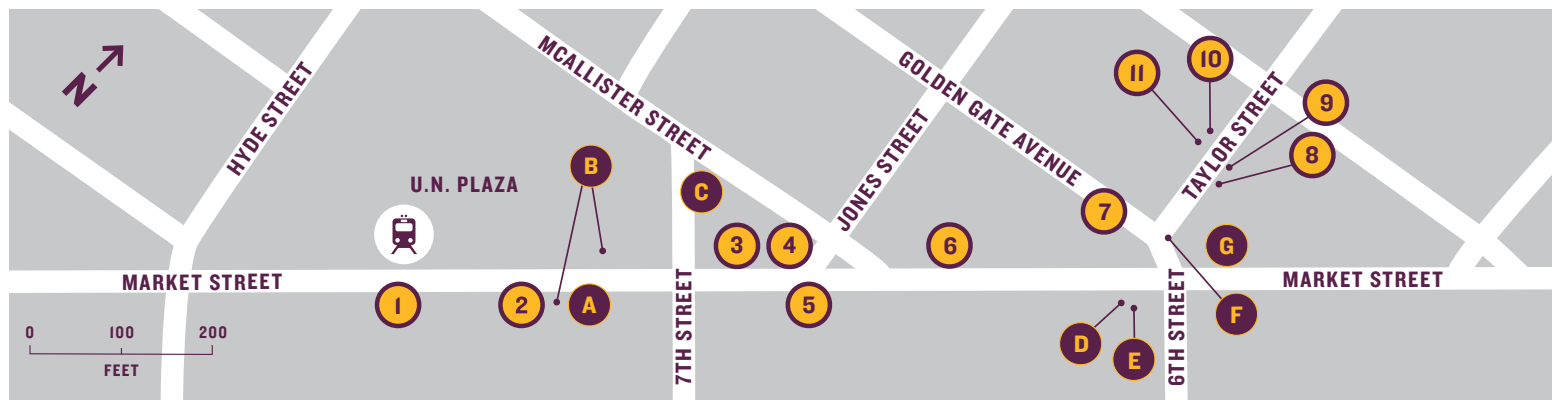 N
HYDE STREET
MCALLISTER STREET
GOLDEN GATE AVENUE
JONES STREET
TAYLOR STREET
11
10
9
8
B
U.N. PLAZA
C
7
3
4
6
G
MARKET STREET
MARKET STREET
1
2
A
5
F
7TH STREET
6TH STREET
D
E
0 100 200
FEET